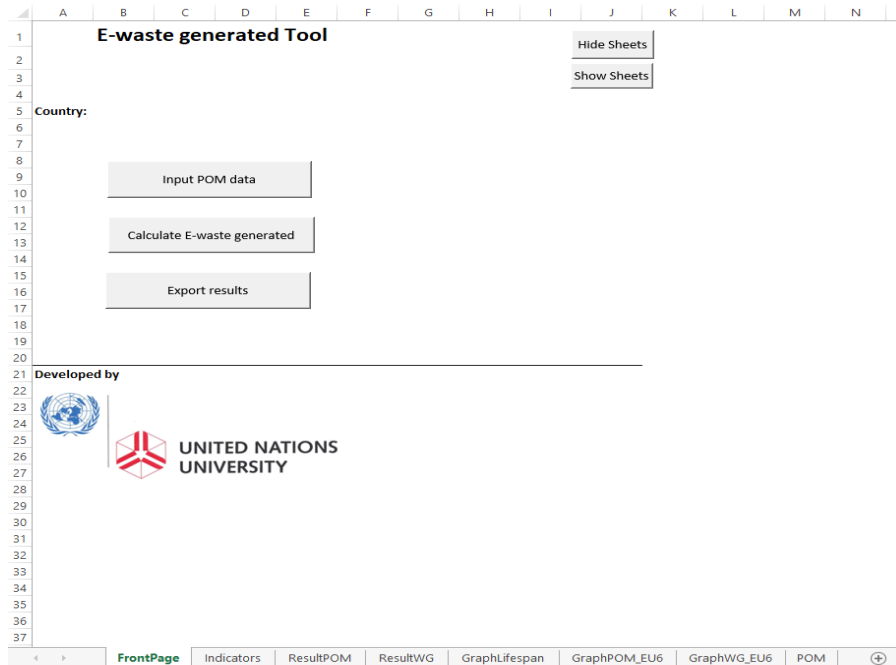 A B C D E F G H I J K L M N
1 E-waste generated Tool Hide Sheets
2
3 Show Sheets
4
5 Country:
6
7
8
9 Input POM data
10
11
12
13 Calculate E-waste generated
14
15
16 Export results
17
18
19
20
21 Developed by
22
23
24
25 UNITED NATIONS
26
27 UNIVERSITY
28
29
30
31
32
33
34
35
36
37
FrontPage Indicators ResultPOM ResultWG GraphLifespan GraphPOM_EU6 GraphWG_EU6 POM